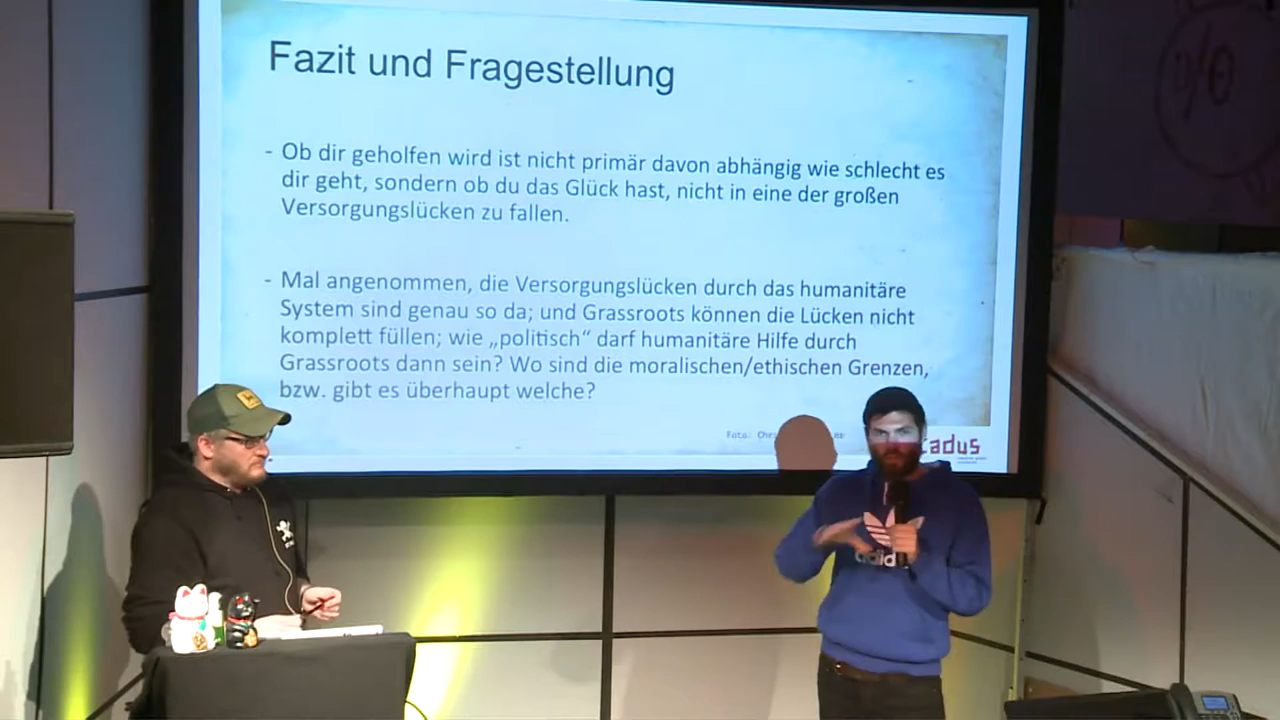 Fazit und Fragestellung
- Ob dir geholfen wird ist nicht primär davon abhängig wie schlecht es
dir geht, sondern ob du das Glück hast, nicht in eine der großen
Versorgungslücken zu fallen.
- Mal angenommen, die Versorgungslücken durch das humanitäre
System sind genau so da; und Grassroots können die Lücken nicht
komplett füllen; wie „politisch“ darf humanitäre Hilfe durch
Grassroots dann sein? Wo sind die moralischen/ethischen Grenzen,
bzw. gibt es überhaupt welche?
Foto:
cadus
adidas